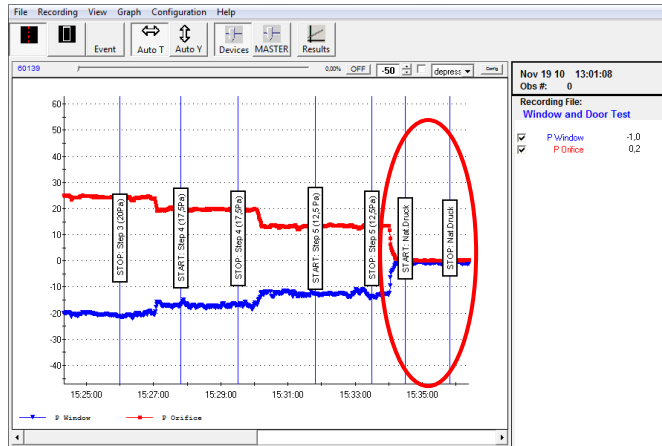 File Recording View Graph Configuration Help
Event Auto T Auto Y Devices MASTER Results
60139 0,00% OFF -50 depress Config
Nov 19 10 13:01:08
Obs #: 0
Recording File:
Window and Door Test
P Window -1,0
P Orifice 0,2
60
50
40
30
20
10
0
-10
-20
-30
-40
STOP: Step 3 (20Pa)
START: Step 4 (17,5Pa)
STOP: Step 4 (17,5Pa)
START: Step 5 (12,5 Pa)
STOP: Step 5 (12,5Pa)
START: Nat.Druck
STOP: Nat.Druck
15:25:00 15:27:00 15:29:00 15:31:00 15:33:00 15:35:00
P Window P Orifice